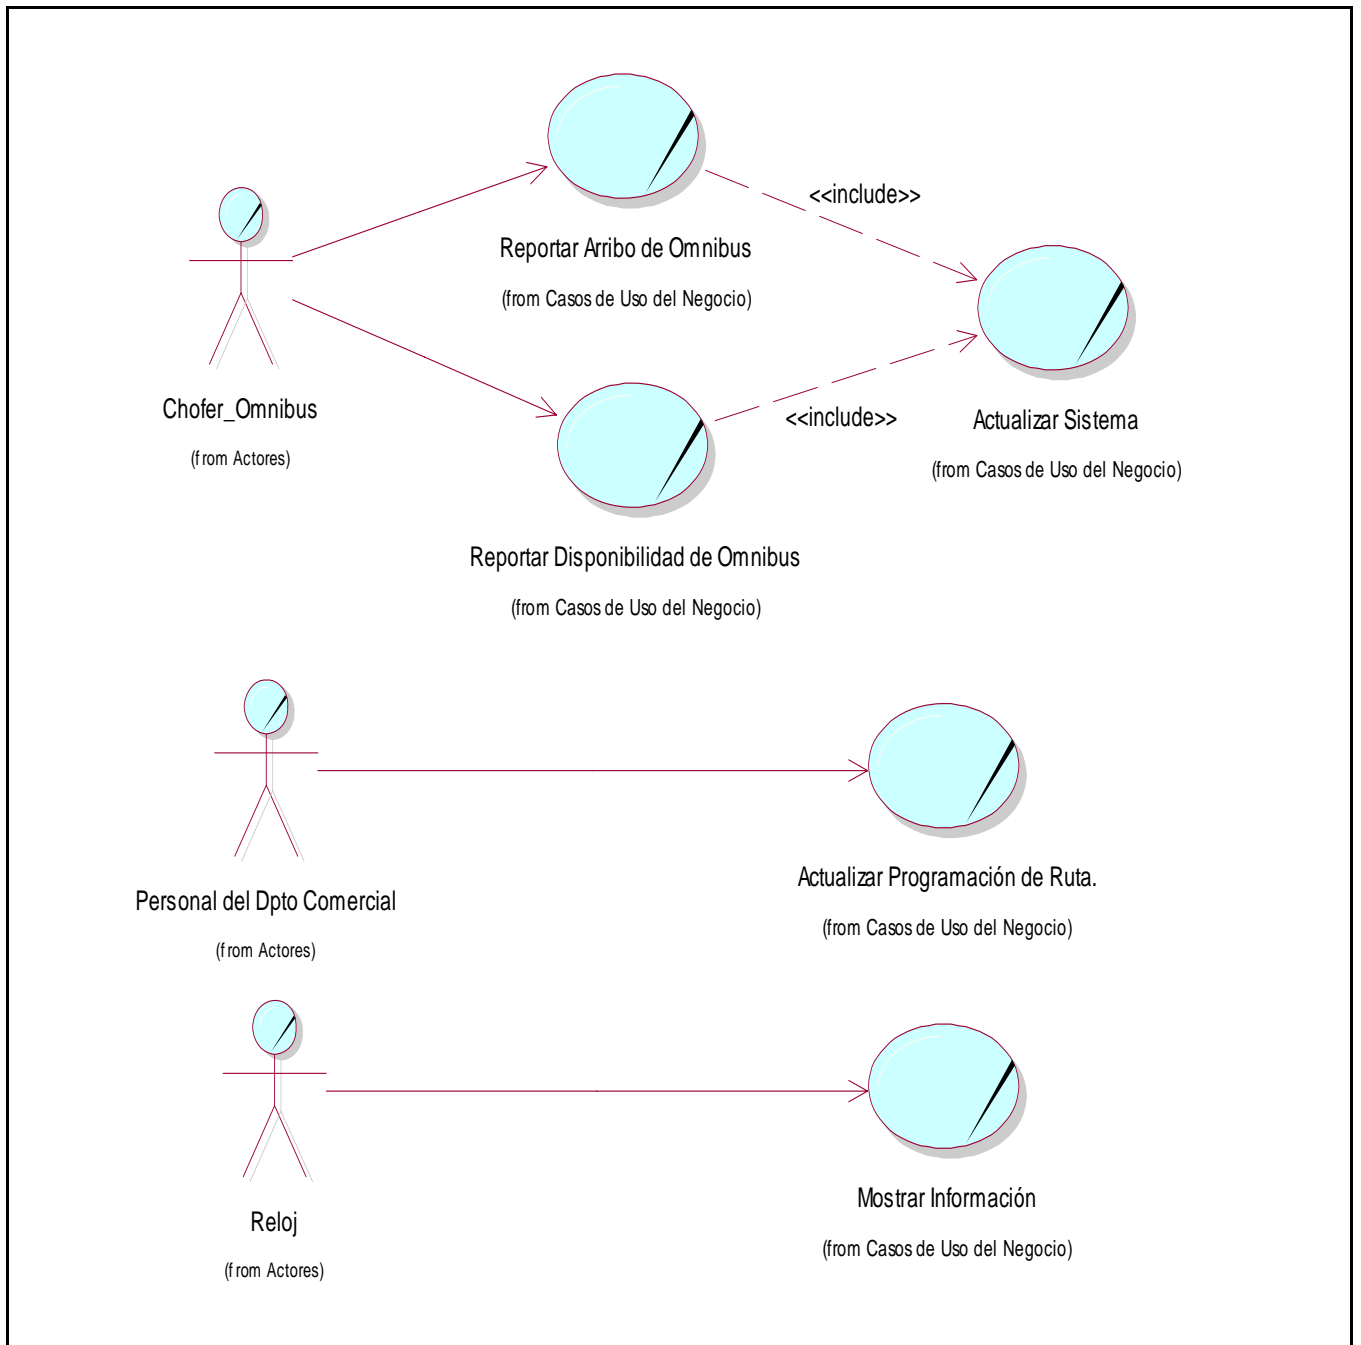 <<include>>
Reportar Arribo de Omnibus
(from Casos de Uso del Negocio)
Chofer_Omnibus
(from Actores)
<<include>>
Actualizar Sistema
(from Casos de Uso del Negocio)
Reportar Disponibilidad de Omnibus
(from Casos de Uso del Negocio)
Personal del Dpto Comercial
(from Actores)
Actualizar Programación de Ruta.
(from Casos de Uso del Negocio)
Reloj
(from Actores)
Mostrar Información
(from Casos de Uso del Negocio)